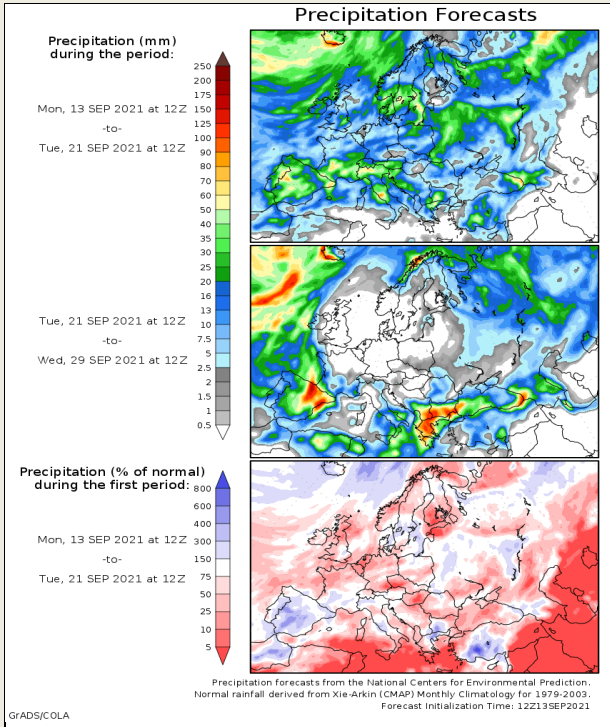 Precipitation Forecasts
Precipitation (mm)
during the period:
Mon, 13 SEP 2021 at 12Z
-to-
Tue, 21 SEP 2021 at 12Z
250
200
175
150
125
100
90
80
70
60
50
40
35
30
25
20
16
13
10
7.5
5
2.5
2
1.5
1
0.5
Tue, 21 SEP 2021 at 12Z
-to-
Wed, 29 SEP 2021 at 12Z
Precipitation (% of normal)
during the first period:
Mon, 13 SEP 2021 at 12Z
-to-
Tue, 21 SEP 2021 at 12Z
800
600
400
300
150
75
50
25
10
5
Precipitation forecasts from the National Centers for Environmental Prediction.
Normal rainfall derived from Xie-Arkin (CMAP) Monthly Climatology for 1979-2003.
Forecast Initialization Time: 12Z13SEP2021
GrADS/COLA